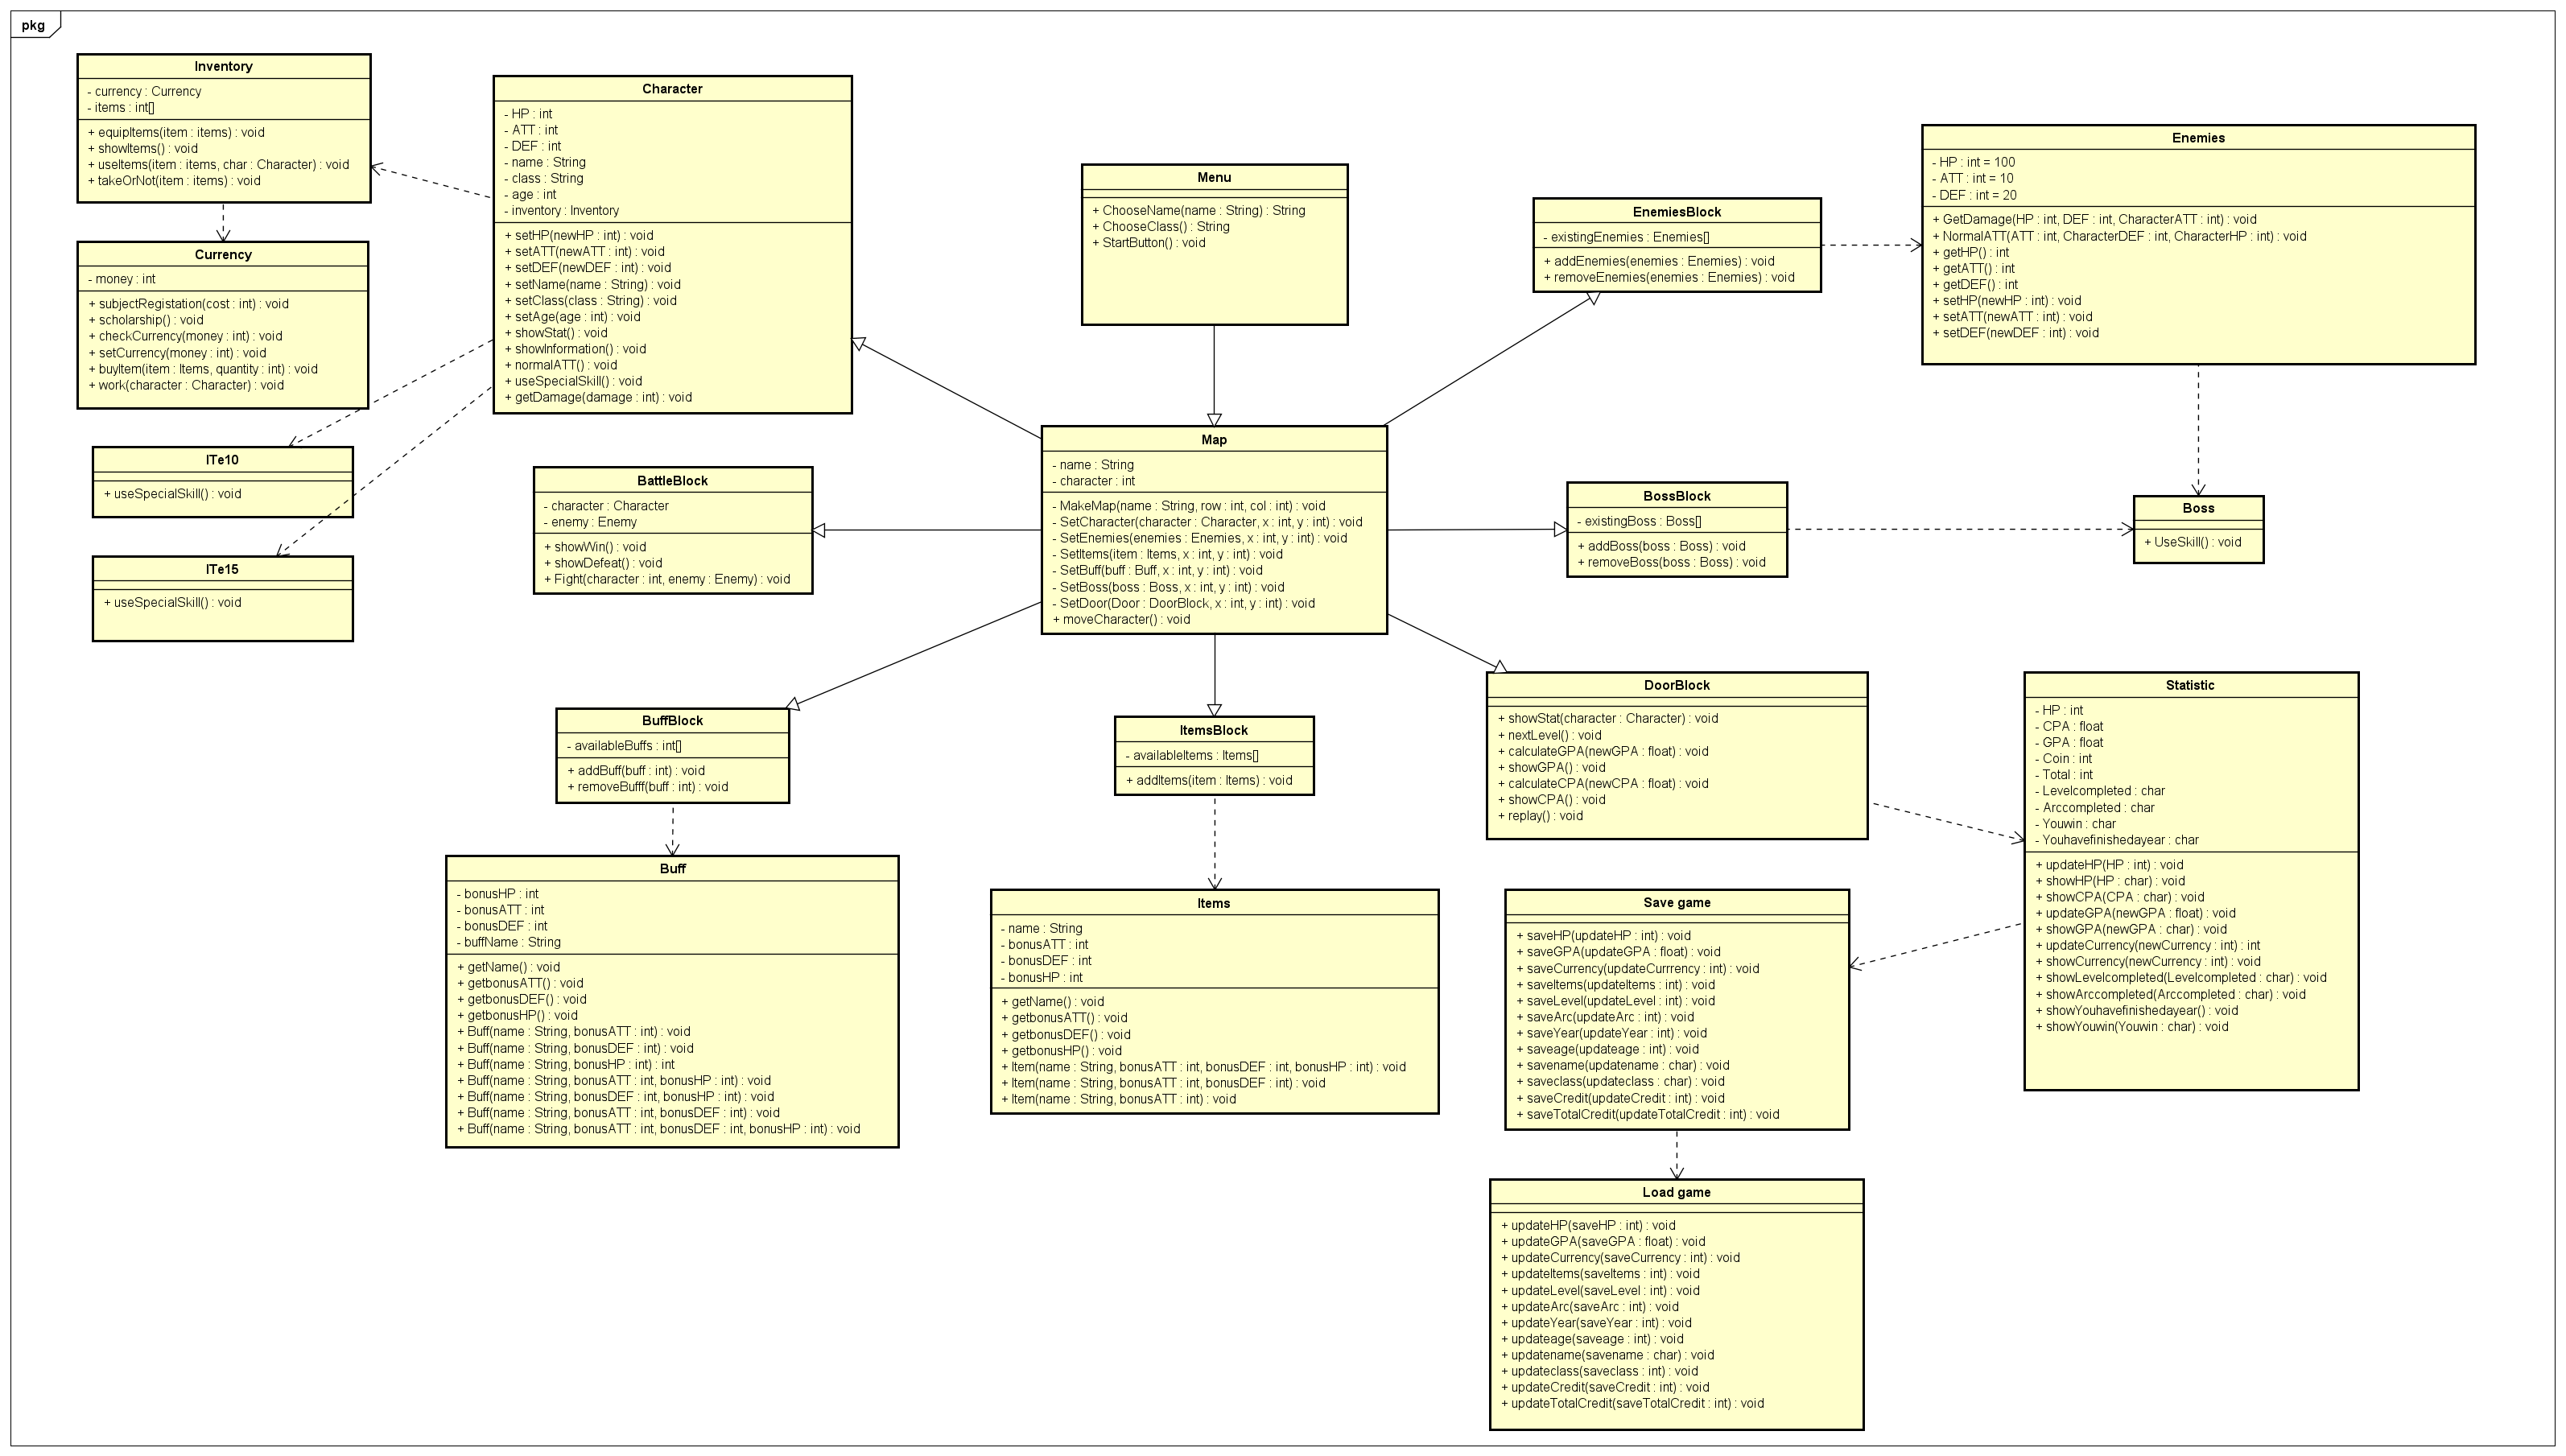 pkg
Inventory
- currency : Currency
- items : int[]
+ equipItems(item : items) : void
+ showItems() : void
+ useItems(item : items, char : Character) : void
+ takeOrNot(item : items) : void
Currency
- money : int
+ subjectRegistation(cost : int) : void
+ scholarship() : void
+ checkCurrency(money : int) : void
+ setCurrency(money : int) : void
+ buyItem(item : Items, quantity : int) : void
+ work(character : Character) : void
ITe10
+ useSpecialSkill() : void
ITe15
+ useSpecialSkill() : void
Character
- HP : int
- ATT : int
- DEF : int
- name : String
- class : String
- age : int
- inventory : Inventory
+ setHP(newHP : int) : void
+ setATT(newATT : int) : void
+ setDEF(newDEF : int) : void
+ setName(name : String) : void
+ setClass(class : String) : void
+ setAge(age : int) : void
+ showStat() : void
+ showInformation() : void
+ normalATT() : void
+ useSpecialSkill() : void
+ getDamage(damage : int) : void
Menu
+ ChooseName(name : String) : String
+ ChooseClass() : String
+ StartButton() : void
EnemiesBlock
- existingEnemies : Enemies[]
+ addEnemies(enemies : Enemies) : void
+ removeEnemies(enemies : Enemies) : void
Enemies
- HP : int = 100
- ATT : int = 10
- DEF : int = 20
+ GetDamage(HP : int, DEF : int, CharacterATT : int) : void
+ NormalATT(ATT : int, CharacterDEF : int, CharacterHP : int) : void
+ getHP() : int
+ getATT() : int
+ getDEF() : int
+ setHP(newHP : int) : void
+ setATT(newATT : int) : void
+ setDEF(newDEF : int) : void
BattleBlock
- character : Character
- enemy : Enemy
+ showWin() : void
+ showDefeat() : void
+ Fight(character : int, enemy : Enemy) : void
Map
- name : String
- character : int
- MakeMap(name : String, row : int, col : int) : void
- SetCharacter(character : Character, x : int, y : int) : void
- SetEnemies(enemies : Enemies, x : int, y : int) : void
- SetItems(item : Items, x : int, y : int) : void
- SetBuff(buff : Buff, x : int, y : int) : void
- SetBoss(boss : Boss, x : int, y : int) : void
- SetDoor(Door : DoorBlock, x : int, y : int) : void
+ moveCharacter() : void
BossBlock
- existingBoss : Boss[]
+ addBoss(boss : Boss) : void
+ removeBoss(boss : Boss) : void
Boss
+ UseSkill() : void
BuffBlock
- availableBuffs : int[]
+ addBuff(buff : int) : void
+ removeBufff(buff : int) : void
Buff
- bonusHP : int
- bonusATT : int
- bonusDEF : int
- buffName : String
+ getName() : void
+ getbonusATT() : void
+ getbonusDEF() : void
+ getbonusHP() : void
+ Buff(name : String, bonusATT : int) : void
+ Buff(name : String, bonusDEF : int) : void
+ Buff(name : String, bonusHP : int) : int
+ Buff(name : String, bonusATT : int, bonusHP : int) : void
+ Buff(name : String, bonusDEF : int, bonusHP : int) : void
+ Buff(name : String, bonusATT : int, bonusDEF : int) : void
+ Buff(name : String, bonusATT : int, bonusDEF : int, bonusHP : int) : void
ItemsBlock
- availableItems : Items[]
+ addItems(item : Items) : void
Items
- name : String
- bonusATT : int
- bonusDEF : int
- bonusHP : int
+ getName() : void
+ getbonusATT() : void
+ getbonusDEF() : void
+ getbonusHP() : void
+ Item(name : String, bonusATT : int, bonusDEF : int, bonusHP : int) : void
+ Item(name : String, bonusATT : int, bonusDEF : int) : void
+ Item(name : String, bonusATT : int) : void
DoorBlock
+ showStat(character : Character) : void
+ nextLevel() : void
+ calculateGPA(newGPA : float) : void
+ showGPA() : void
+ calculateCPA(newCPA : float) : void
+ showCPA() : void
+ replay() : void
Statistic
- HP : int
- CPA : float
- GPA : float
- Coin : int
- Total : int
- Levelcompleted : char
- Arccompleted : char
- Youwin : char
- Youhavefinishedayear : char
+ updateHP(HP : int) : void
+ showHP(HP : char) : void
+ showCPA(CPA : char) : void
+ updateGPA(newGPA : float) : void
+ showGPA(newGPA : char) : void
+ updateCurrency(newCurrency : int) : int
+ showCurrency(newCurrency : int) : void
+ showLevelcompleted(Levelcompleted : char) : void
+ showArccompleted(Arccompleted : char) : void
+ showYouhavefinishedayear() : void
+ showYouwin(Youwin : char) : void
Save game
+ saveHP(updateHP : int) : void
+ saveGPA(updateGPA : float) : void
+ saveCurrency(updateCurrrency : int) : void
+ saveItems(updateItems : int) : void
+ saveLevel(updateLevel : int) : void
+ saveArc(updateArc : int) : void
+ saveYear(updateYear : int) : void
+ saveage(updateage : int) : void
+ savename(updatename : char) : void
+ saveclass(updateclass : char) : void
+ saveCredit(updateCredit : int) : void
+ saveTotalCredit(updateTotalCredit : int) : void
Load game
+ updateHP(saveHP : int) : void
+ updateGPA(saveGPA : float) : void
+ updateCurrency(saveCurrency : int) : void
+ updateItems(saveItems : int) : void
+ updateLevel(saveLevel : int) : void
+ updateArc(saveArc : int) : void
+ updateYear(saveYear : int) : void
+ updateage(saveage : int) : void
+ updatename(savename : char) : void
+ updateclass(saveclass : int) : void
+ updateCredit(saveCredit : int) : void
+ updateTotalCredit(saveTotalCredit : int) : void